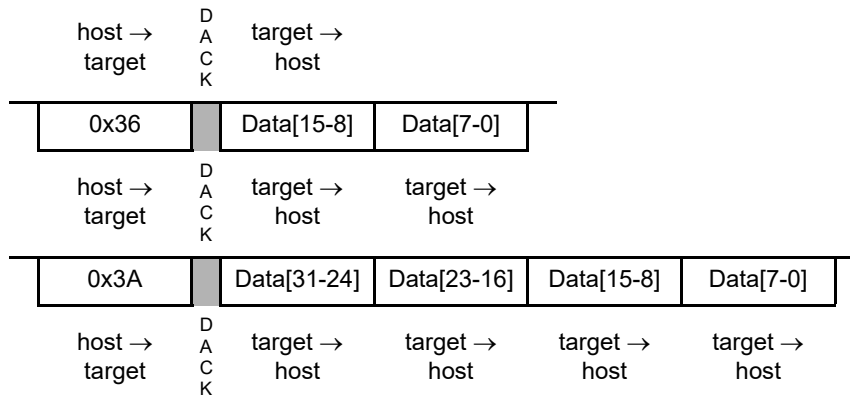 host → target D A C K target → host
0x36 Data[15-8] Data[7-0]
host → target D A C K target → host target → host
0x3A Data[31-24] Data[23-16] Data[15-8] Data[7-0]
host → target D A C K target → host target → host target → host target → host